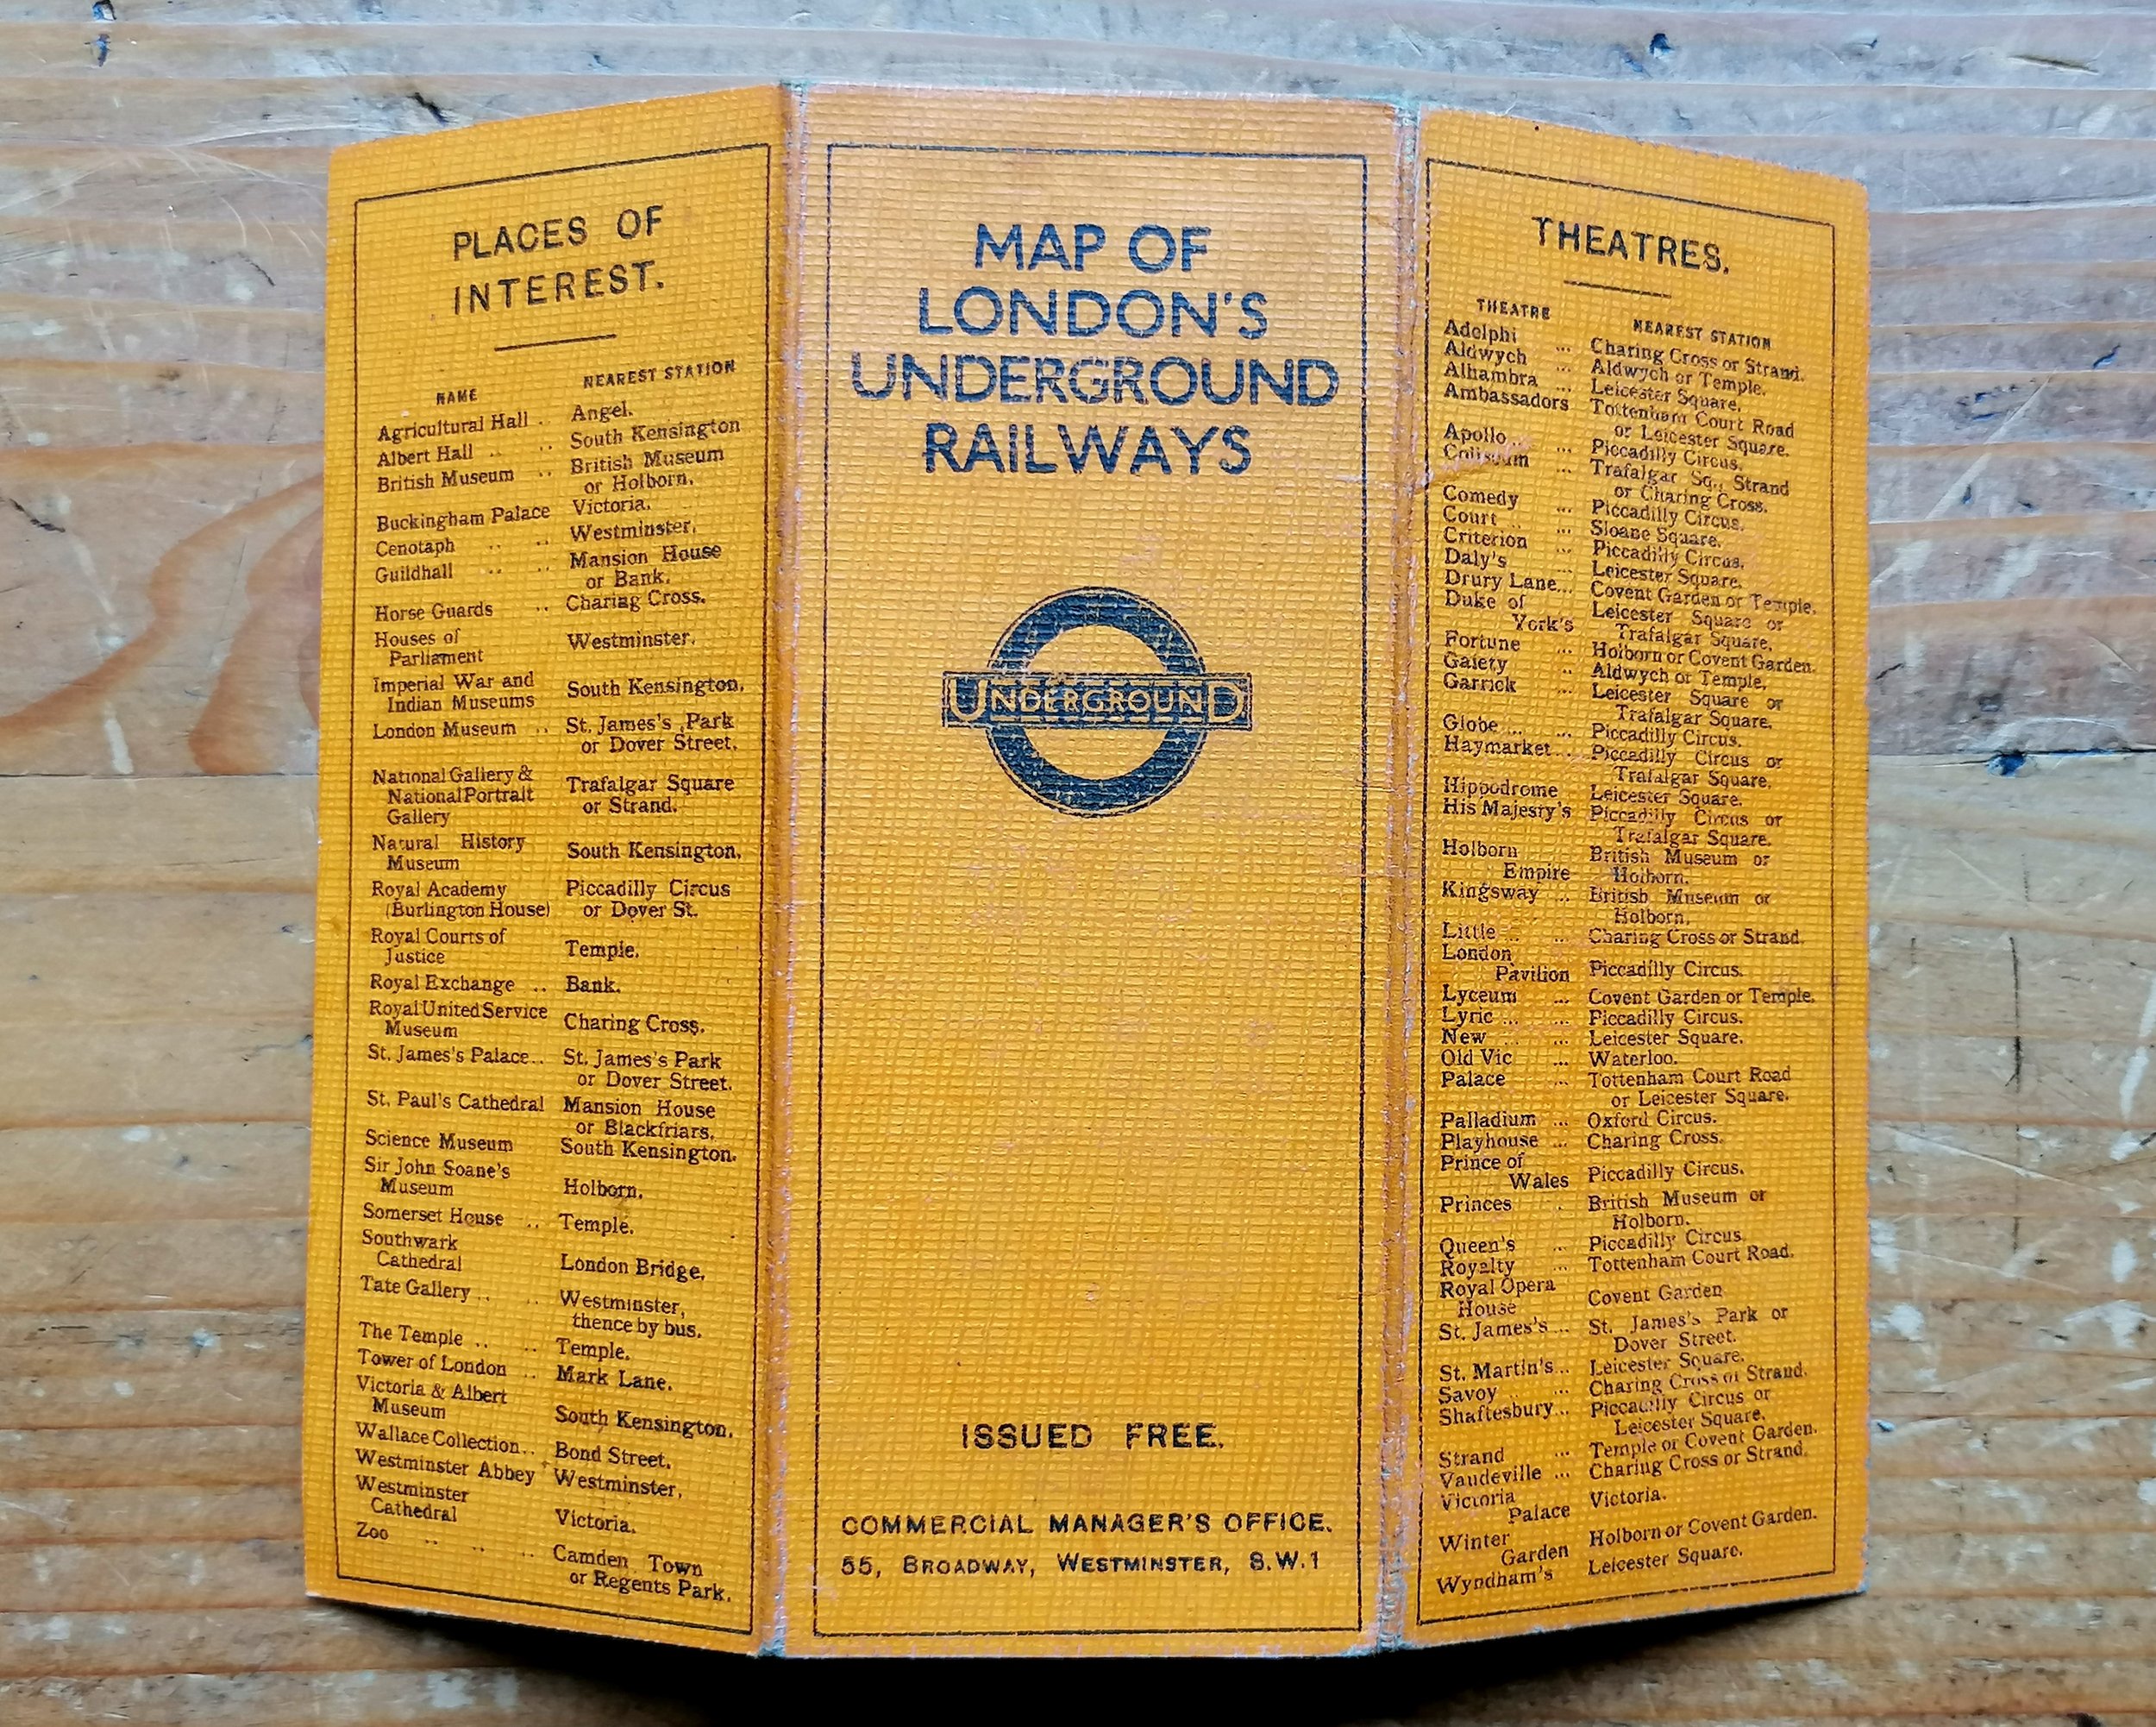 PLACES OF
INTEREST.
NAME NEAREST STATION
Agricultural Hall .. Angel.
Albert Hall .. .. South Kensington
British Museum .. British Museum
or Holborn.
Buckingham Palace Victoria.
Cenotaph .. .. Westminster.
Guildhall .. .. Mansion House
or Bank.
Horse Guards .. Charing Cross.
Houses of
Parliament Westminster.
Imperial War and
Indian Museums South Kensington.
London Museum .. St. James's Park
or Dover Street.
National Gallery &
National Portrait
Gallery Trafalgar Square
or Strand.
Natural History
Museum South Kensington.
Royal Academy
(Burlington House) Piccadilly Circus
or Dover St.
Royal Courts of
Justice Temple.
Royal Exchange .. Bank.
Royal United Service
Museum Charing Cross.
St. James's Palace.. St. James's Park
or Dover Street.
St. Paul's Cathedral Mansion House
or Blackfriars.
Science Museum South Kensington.
Sir John Soane's
Museum Holborn.
Somerset House .. Temple.
Southwark
Cathedral London Bridge.
Tate Gallery .. .. Westminster,
thence by bus.
The Temple .. .. Temple.
Tower of London .. Mark Lane.
Victoria & Albert
Museum South Kensington.
Wallace Collection.. Bond Street.
Westminster Abbey Westminster.
Westminster
Cathedral Victoria.
Zoo .. .. .. Camden Town
or Regents Park.
MAP OF
LONDON'S
UNDERGROUND
RAILWAYS
UNDERGROUND
ISSUED FREE.
COMMERCIAL MANAGER'S OFFICE.
55, BROADWAY, WESTMINSTER, S.W.1
THEATRES.
THEATRE NEAREST STATION
Adelphi ... Charing Cross or Strand.
Aldwych ... Aldwych or Temple.
Alhambra ... Leicester Square.
Ambassadors Tottenham Court Road
or Leicester Square.
Apollo ... ... Piccadilly Circus.
Coliseum ... Trafalgar Sq., Strand
or Charing Cross.
Comedy ... Piccadilly Circus.
Court ... ... Sloane Square.
Criterion ... Piccadilly Circus.
Daly's ... Leicester Square.
Drury Lane... Covent Garden or Temple.
Duke of
York's Leicester Square or
Trafalgar Square.
Fortune ... Holborn or Covent Garden.
Gaiety ... Aldwych or Temple.
Garrick ... Leicester Square or
Trafalgar Square.
Globe ... ... Piccadilly Circus.
Haymarket... Piccadilly Circus or
Trafalgar Square.
Hippodrome Leicester Square.
His Majesty's Piccadilly Circus or
Trafalgar Square.
Holborn
Empire British Museum or
Holborn.
Kingsway ... British Museum or
Holborn.
Little ... ... Charing Cross or Strand.
London
Pavilion Piccadilly Circus.
Lyceum ... Covent Garden or Temple.
Lyric ... ... Piccadilly Circus.
New ... ... Leicester Square.
Old Vic ... Waterloo.
Palace ... Tottenham Court Road
or Leicester Square.
Palladium ... Oxford Circus.
Playhouse ... Charing Cross.
Prince of
Wales Piccadilly Circus.
Princes . British Museum or
Holborn.
Queen's ... Piccadilly Circus
Royalty ... Tottenham Court Road.
Royal Opera
House Covent Garden
St. James's ... St. James's Park or
Dover Street.
St. Martin's... Leicester Square.
Savoy ... Charing Cross or Strand.
Shaftesbury... Piccadilly Circus or
Leicester Square.
Strand ... Temple or Covent Garden.
Vaudeville ... Charing Cross or Strand.
Victoria
Palace Victoria.
Winter
Garden Holborn or Covent Garden.
Wyndham's Leicester Square.